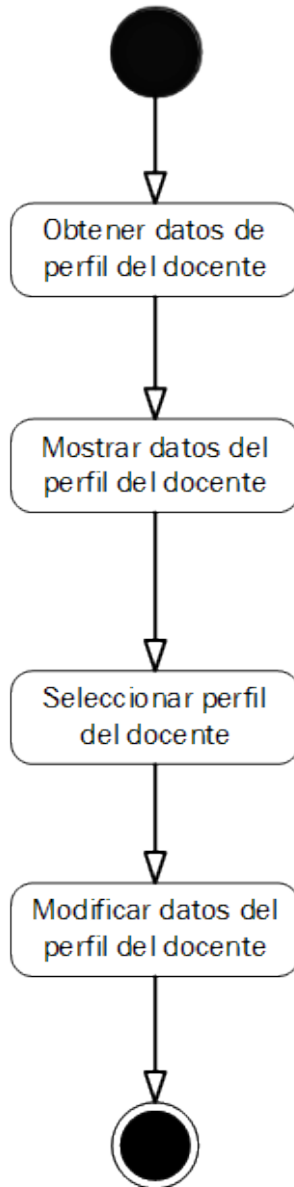 Obtener datos de
perfil del docente
Mostrar datos del
perfil del docente
Seleccionar perfil
del docente
Modificar datos del
perfil del docente